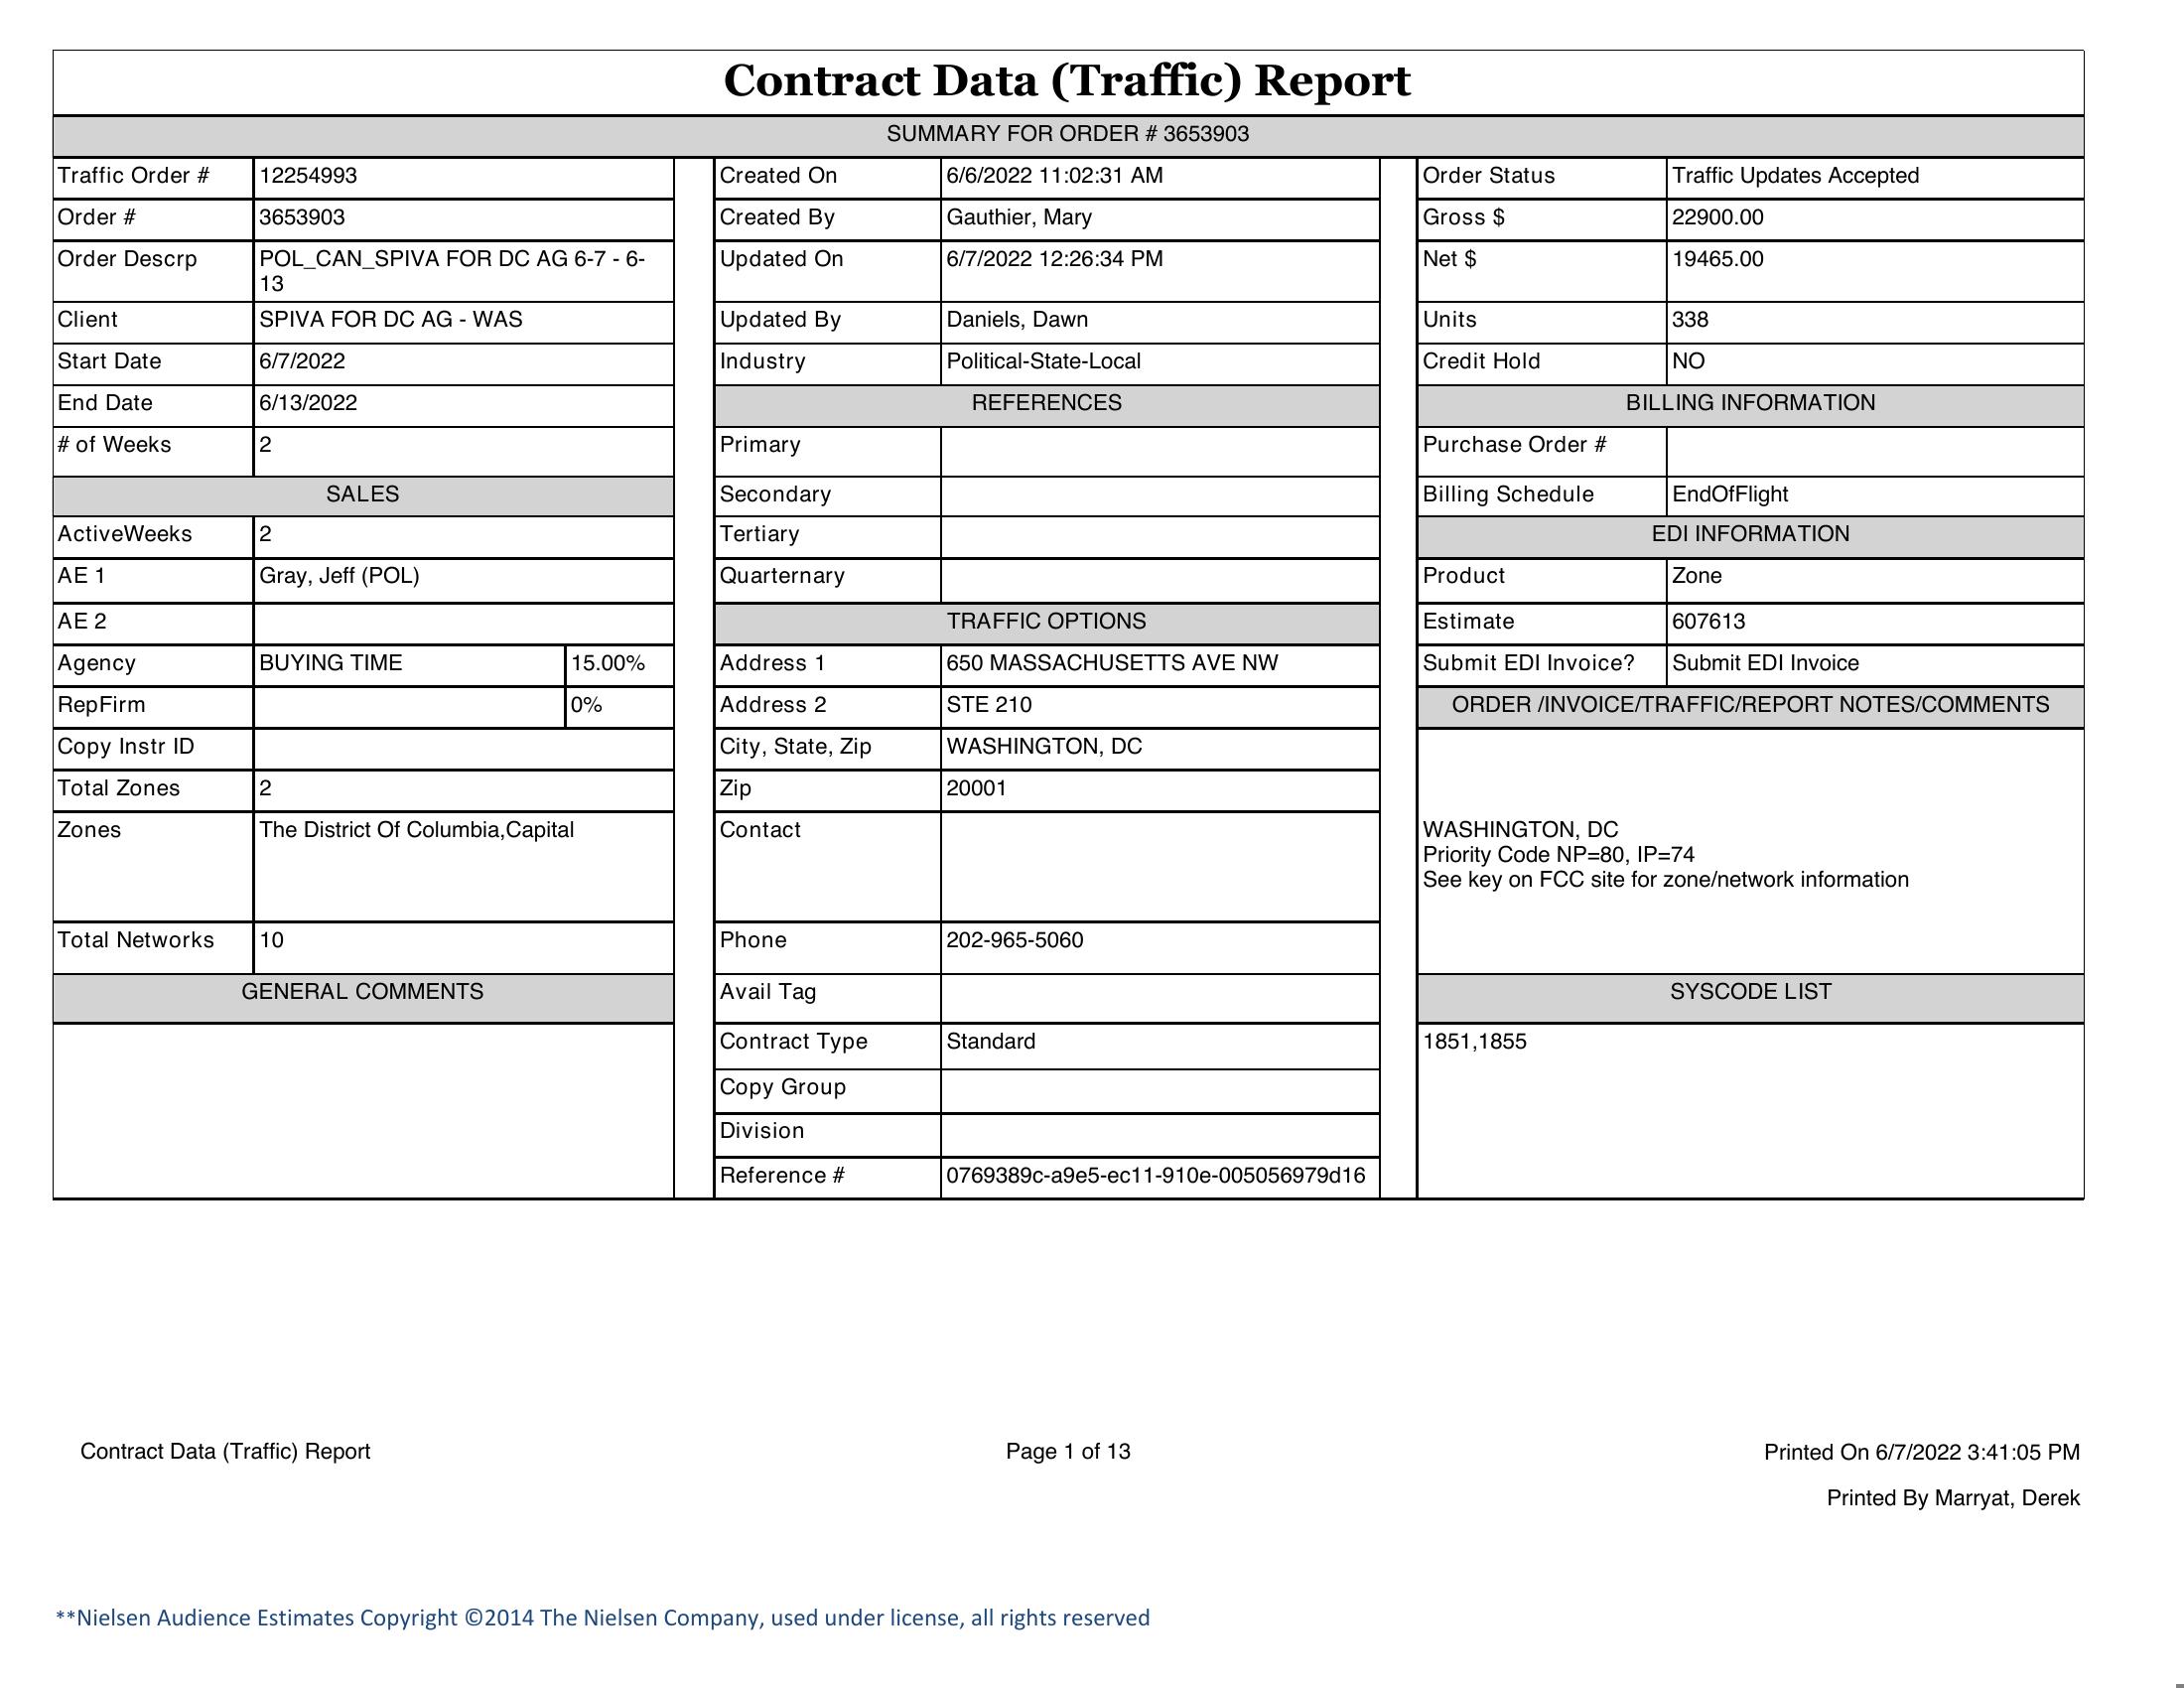 Contract Data (Traffic) Report
SUMMARY FOR ORDER # 3653903
Traffic Order # 12254993
Order # 3653903
Order Descrp POL_CAN_SPIVA FOR DC AG 6-7 - 6-
13
Client SPIVA FOR DC AG - WAS
Start Date 6/7/2022
End Date 6/13/2022
# of Weeks 2
SALES
ActiveWeeks 2
AE 1 Gray, Jeff (POL)
AE 2
Agency BUYING TIME 15.00%
RepFirm 0%
Copy Instr ID
Total Zones 2
Zones The District Of Columbia,Capital
Total Networks 10
GENERAL COMMENTS
Created On 6/6/2022 11:02:31 AM
Created By Gauthier, Mary
Updated On 6/7/2022 12:26:34 PM
Updated By Daniels, Dawn
Industry Political-State-Local
REFERENCES
Primary
Secondary
Tertiary
Quarternary
TRAFFIC OPTIONS
Address 1 650 MASSACHUSETTS AVE NW
Address 2 STE 210
City, State, Zip WASHINGTON, DC
Zip 20001
Contact
Phone 202-965-5060
Avail Tag
Contract Type Standard
Copy Group
Division
Reference # 0769389c-a9e5-ec11-910e-005056979d16
Order Status Traffic Updates Accepted
Gross $ 22900.00
Net $ 19465.00
Units 338
Credit Hold NO
BILLING INFORMATION
Purchase Order #
Billing Schedule EndOfFlight
EDI INFORMATION
Product Zone
Estimate 607613
Submit EDI Invoice? Submit EDI Invoice
ORDER /INVOICE/TRAFFIC/REPORT NOTES/COMMENTS
WASHINGTON, DC
Priority Code NP=80, IP=74
See key on FCC site for zone/network information
SYSCODE LIST
1851,1855
Contract Data (Traffic) Report Page 1 of 13 Printed On 6/7/2022 3:41:05 PM
Printed By Marryat, Derek
**Nielsen Audience Estimates Copyright ©2014 The Nielsen Company, used under license, all rights reserved